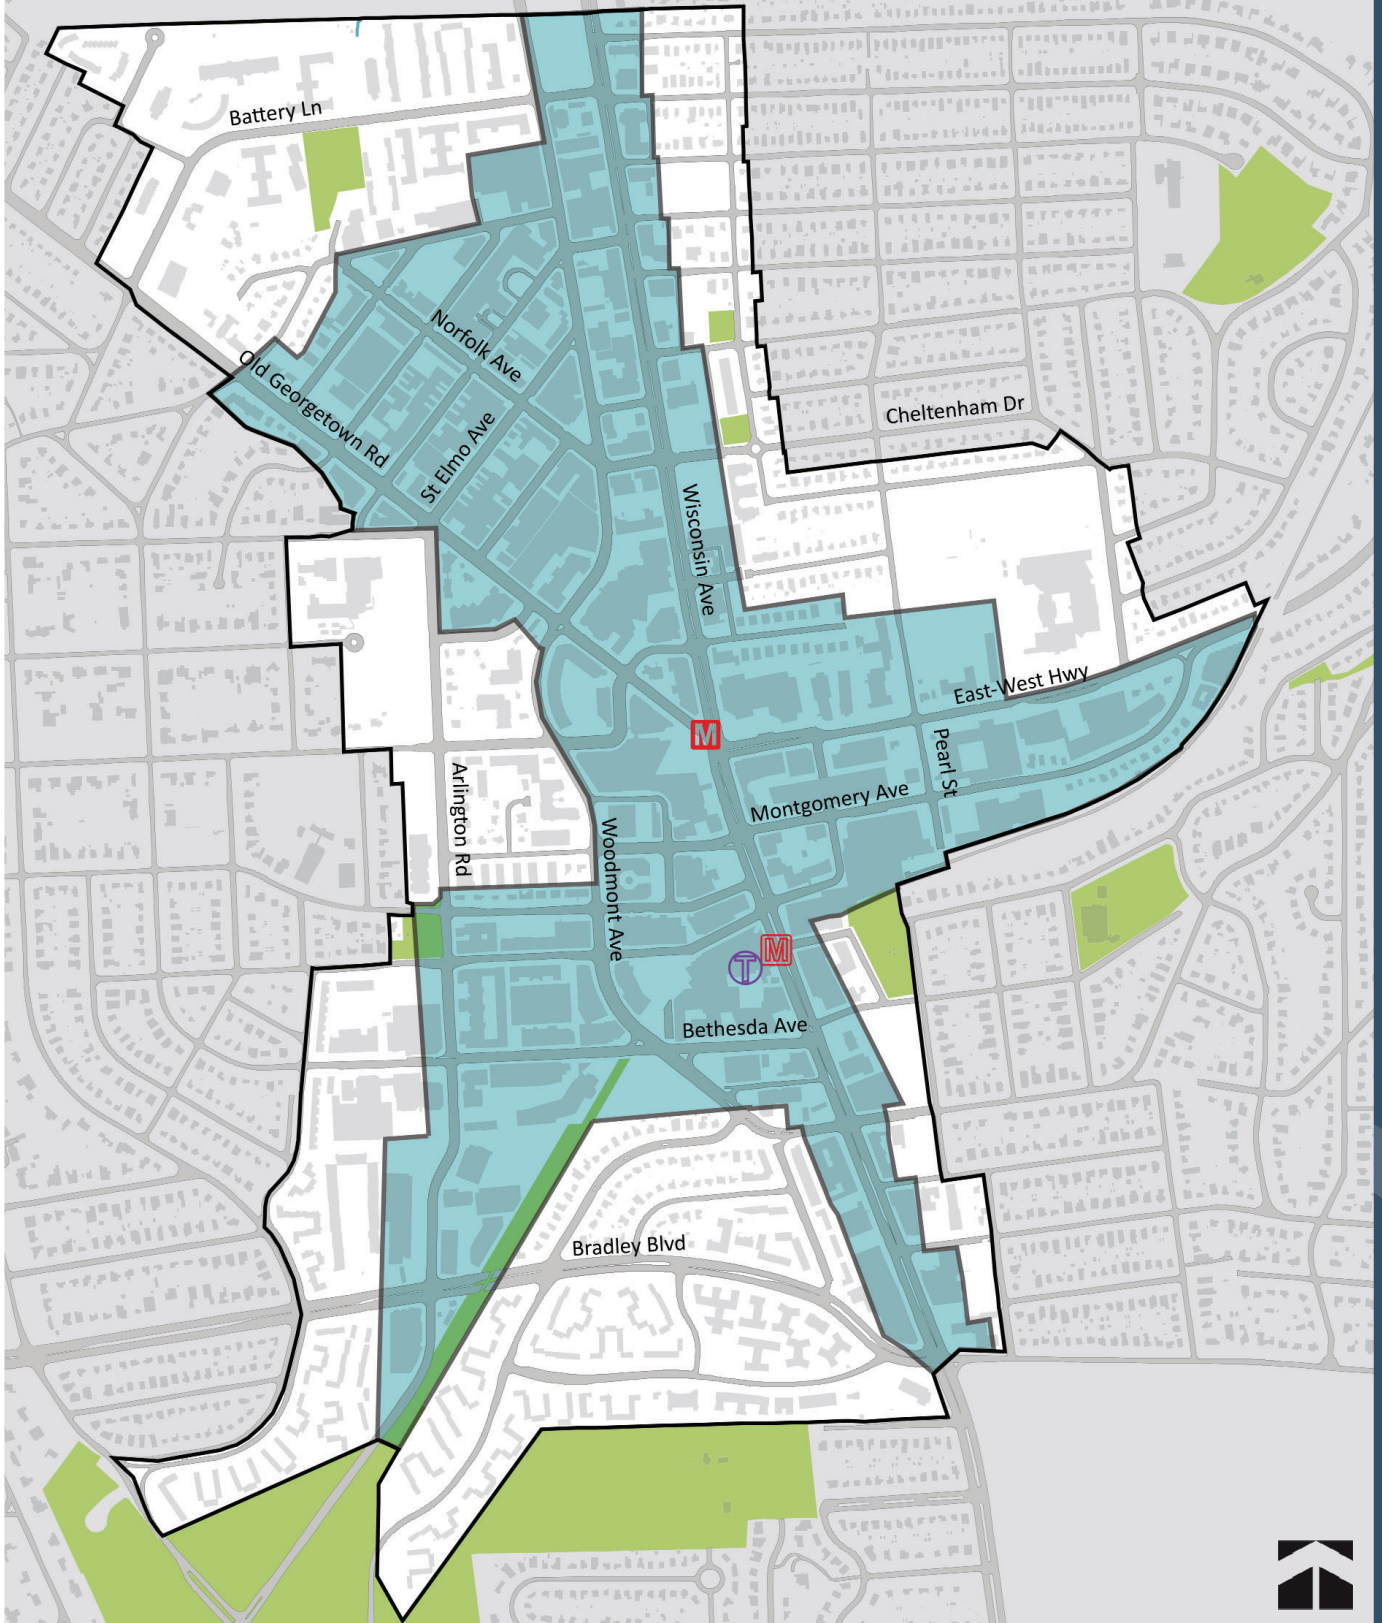 Battery Ln
Norfolk Ave
Old Georgetown Rd
St Elmo Ave
Cheltenham Dr
Wisconsin Ave
East-West Hwy
M
Pearl St
Arlington Rd
Montgomery Ave
Woodmont Ave
M
T
Bethesda Ave
Bradley Blvd